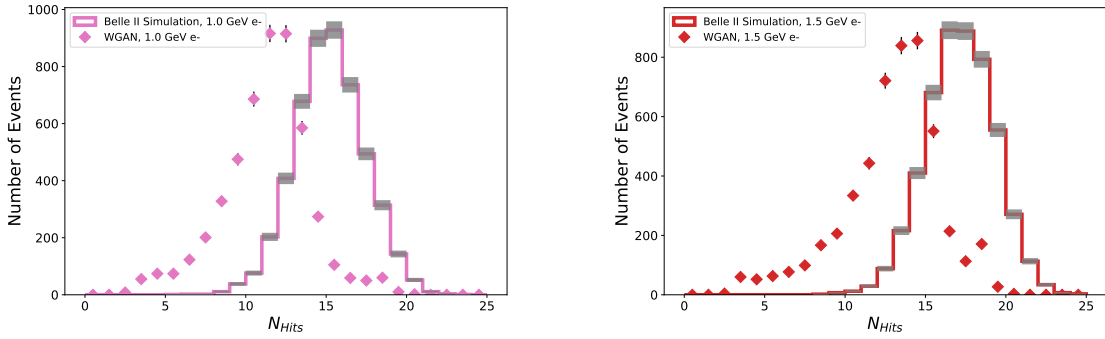 1000
800
600
400
200
0
Number of Events
Belle II Simulation, 1.0 GeV e-
WGAN, 1.0 GeV e-
0 5 10 15 20 25
N_Hits
800
600
400
200
0
Number of Events
Belle II Simulation, 1.5 GeV e-
WGAN, 1.5 GeV e-
0 5 10 15 20 25
N_Hits